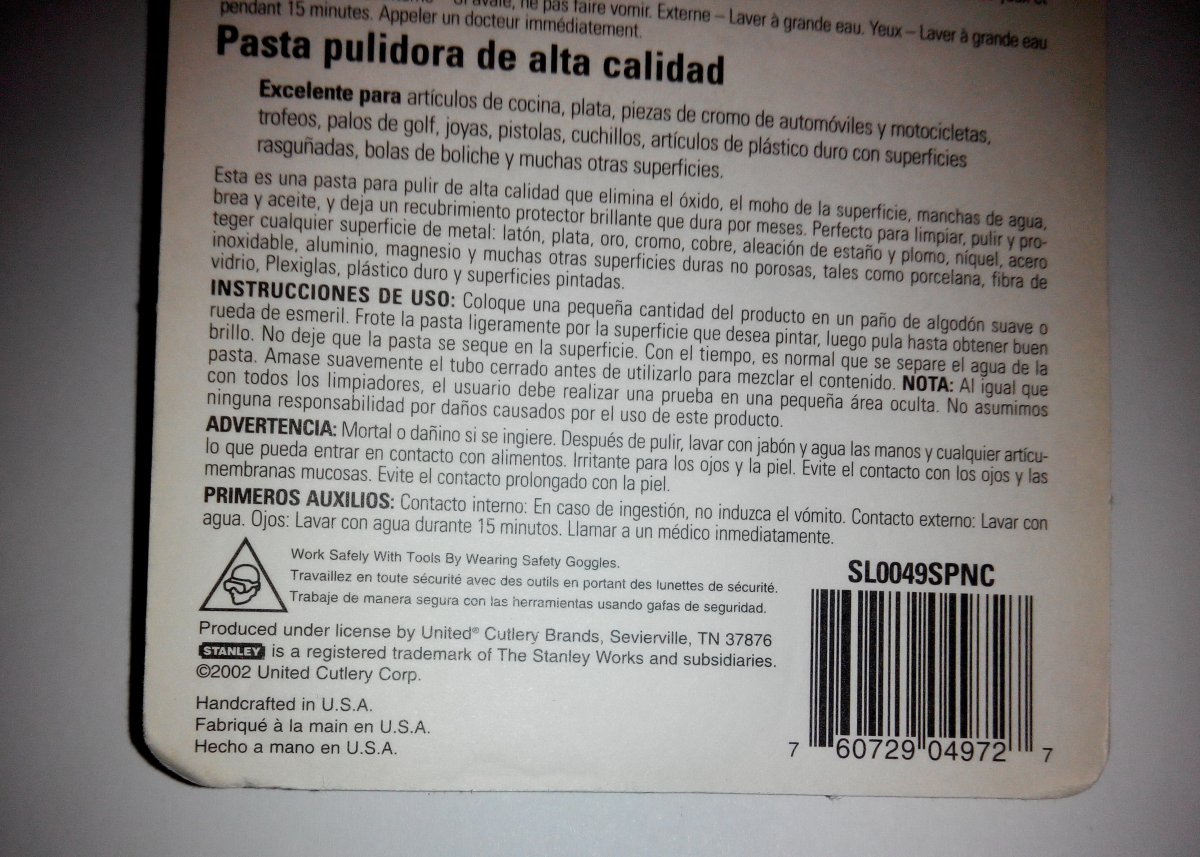 pas faire vomir. Externe – Laver à grande eau. Yeux – Laver à grande eau
pendant 15 minutes. Appeler un docteur immédiatement.
Pasta pulidora de alta calidad
Excelente para artículos de cocina, plata, piezas de cromo de automóviles y motocicletas,
trofeos, palos de golf, joyas, pistolas, cuchillos, artículos de plástico duro con superficies
rasguñadas, bolas de boliche y muchas otras superficies.
Esta es una pasta para pulir de alta calidad que elimina el óxido, el moho de la superficie, manchas de agua,
brea y aceite, y deja un recubrimiento protector brillante que dura por meses. Perfecto para limpiar, pulir y pro-
teger cualquier superficie de metal: latón, plata, oro, cromo, cobre, aleación de estaño y plomo, níquel, acero
inoxidable, aluminio, magnesio y muchas otras superficies duras no porosas, tales como porcelana, fibra de
vidrio, Plexiglas, plástico duro y superficies pintadas.
INSTRUCCIONES DE USO: Coloque una pequeña cantidad del producto en un paño de algodón suave o
rueda de esmeril. Frote la pasta ligeramente por la superficie que desea pintar, luego pula hasta obtener buen
brillo. No deje que la pasta se seque en la superficie. Con el tiempo, es normal que se separe el agua de la
pasta. Amase suavemente el tubo cerrado antes de utilizarlo para mezclar el contenido. NOTA: Al igual que
con todos los limpiadores, el usuario debe realizar una prueba en una pequeña área oculta. No asumimos
ninguna responsabilidad por daños causados por el uso de este producto.
ADVERTENCIA: Mortal o dañino si se ingiere. Después de pulir, lavar con jabón y agua las manos y cualquier artícu-
lo que pueda entrar en contacto con alimentos. Irritante para los ojos y la piel. Evite el contacto con los ojos y las
membranas mucosas. Evite el contacto prolongado con la piel.
PRIMEROS AUXILIOS: Contacto interno: En caso de ingestión, no induzca el vómito. Contacto externo: Lavar con
agua. Ojos: Lavar con agua durante 15 minutos. Llamar a un médico inmediatamente.
Work Safely With Tools By Wearing Safety Goggles.
Travaillez en toute sécurité avec des outils en portant des lunettes de sécurité.
Trabaje de manera segura con las herramientas usando gafas de seguridad.
Produced under license by United® Cutlery Brands, Sevierville, TN 37876
STANLEY is a registered trademark of The Stanley Works and subsidiaries.
©2002 United Cutlery Corp.
Handcrafted in U.S.A.
Fabriqué à la main en U.S.A.
Hecho a mano en U.S.A.
SL0049SPNC
7 60729 04972 7